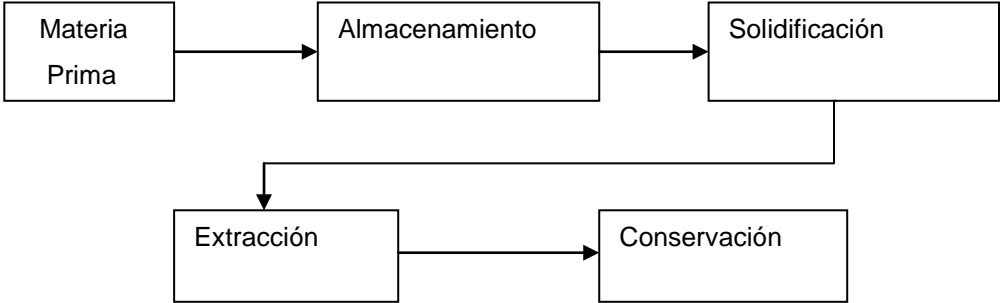 Materia
Prima
Almacenamiento
Solidificación
Extracción
Conservación